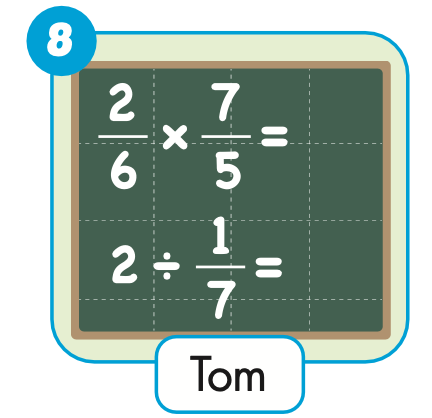 8
2/6 × 7/5 =
2 ÷ 1/7 =
Tom